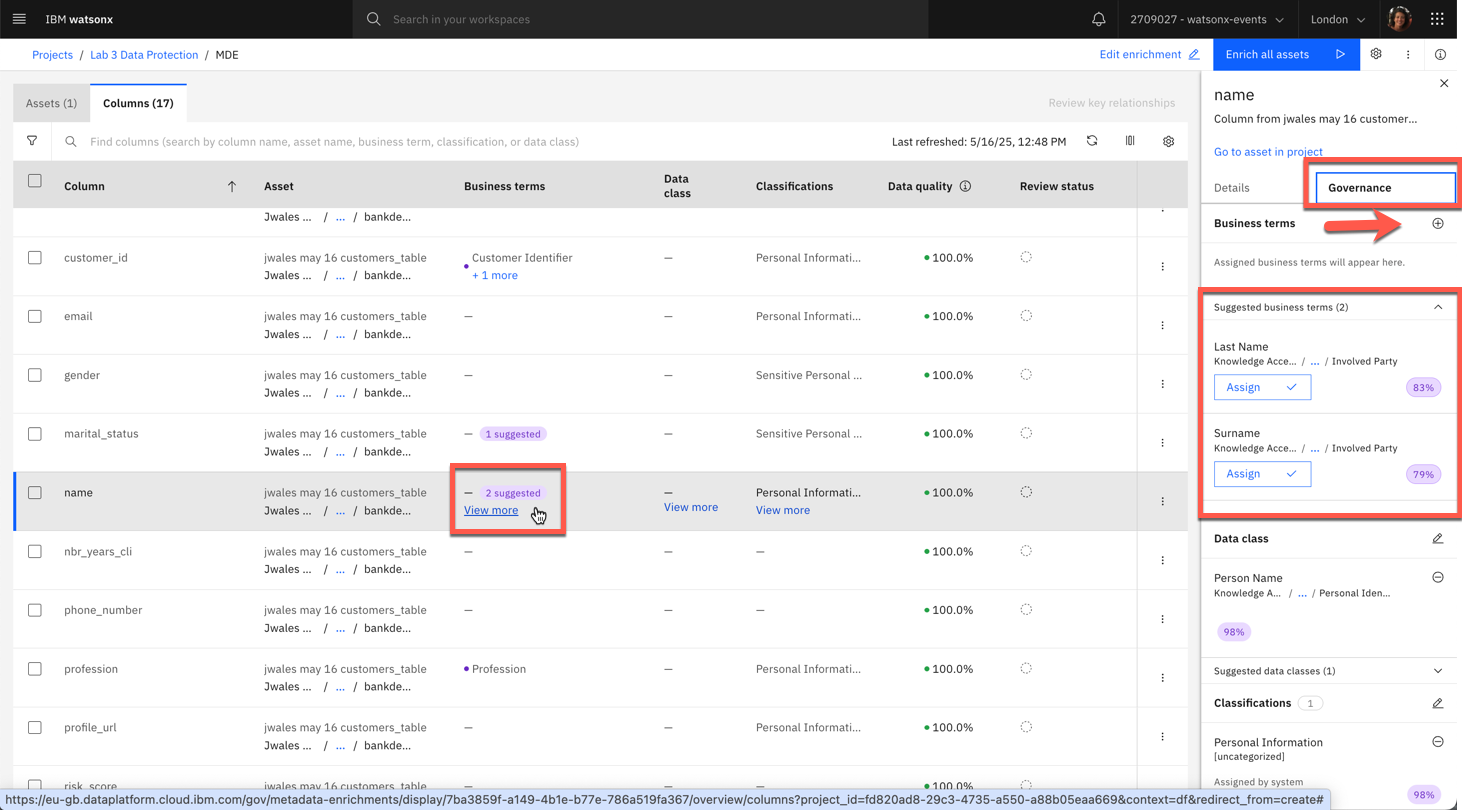 IBM watsonx
Search in your workspaces
2709027 - watsonx-events
London
Projects / Lab 3 Data Protection / MDE
Edit enrichment
Enrich all assets
Assets (1)
Columns (17)
Review key relationships
Find columns (search by column name, asset name, business term, classification, or data class)
Last refreshed: 5/16/25, 12:48 PM
Column
Asset
Business terms
Data
class
Classifications
Data quality
Review status
Jwales ... / ... / bankde...
customer_id
jwales may 16 customers_table
Jwales ... / ... / bankde...
Customer Identifier
+ 1 more
—
Personal Informati...
100.0%
email
jwales may 16 customers_table
Jwales ... / ... / bankde...
—
—
Personal Informati...
100.0%
gender
jwales may 16 customers_table
Jwales ... / ... / bankde...
—
—
Sensitive Personal ...
100.0%
marital_status
jwales may 16 customers_table
Jwales ... / ... / bankde...
— 1 suggested
—
Sensitive Personal ...
100.0%
name
jwales may 16 customers_table
Jwales ... / ... / bankde...
— 2 suggested
View more
—
View more
Personal Informati...
View more
100.0%
nbr_years_cli
jwales may 16 customers_table
Jwales ... / ... / bankde...
—
—
—
100.0%
phone_number
jwales may 16 customers_table
Jwales ... / ... / bankde...
—
—
—
100.0%
profession
jwales may 16 customers_table
Jwales ... / ... / bankde...
Profession
—
Personal Informati...
100.0%
profile_url
jwales may 16 customers_table
Jwales ... / ... / bankde...
—
—
Personal Informati...
100.0%
risk_score
jwales may 16 customers_table
—
—
Personal Informati...
100.0%
name
Column from jwales may 16 customer...
Go to asset in project
Details
Governance
Business terms
Assigned business terms will appear here.
Suggested business terms (2)
Last Name
Knowledge Acce... / ... / Involved Party
Assign
83%
Surname
Knowledge Acce... / ... / Involved Party
Assign
79%
Data class
Person Name
Knowledge A... / ... / Personal Iden...
98%
Suggested data classes (1)
Classifications 1
Personal Information
[uncategorized]
Assigned by system
98%
https://eu-gb.dataplatform.cloud.ibm.com/gov/metadata-enrichments/display/7ba3859f-a149-4b1e-b77e-786a519fa367/overview/columns?project_id=fd820ad8-29c3-4735-a550-a88b05eaa669&context=df&redirect_from=create#